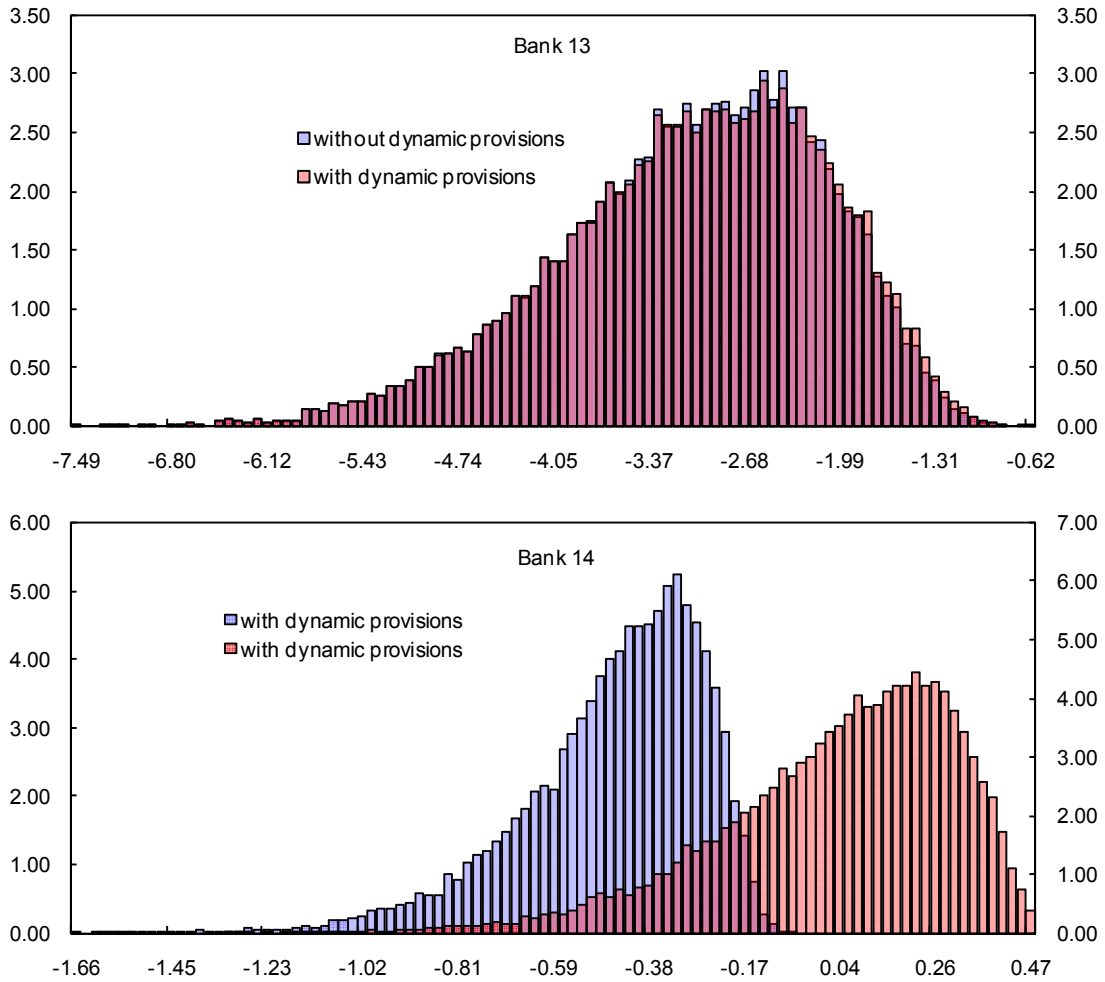 3.50 3.50
Bank 13
3.00 3.00
2.50 2.50
without dynamic provisions
with dynamic provisions
2.00 2.00
1.50 1.50
1.00 1.00
0.50 0.50
0.00 0.00
-7.49 -6.80 -6.12 -5.43 -4.74 -4.05 -3.37 -2.68 -1.99 -1.31 -0.62
6.00 7.00
Bank 14
5.00 6.00
with dynamic provisions
with dynamic provisions
5.00
4.00
4.00
3.00
3.00
2.00
2.00
1.00 1.00
0.00 0.00
-1.66 -1.45 -1.23 -1.02 -0.81 -0.59 -0.38 -0.17 0.04 0.26 0.47